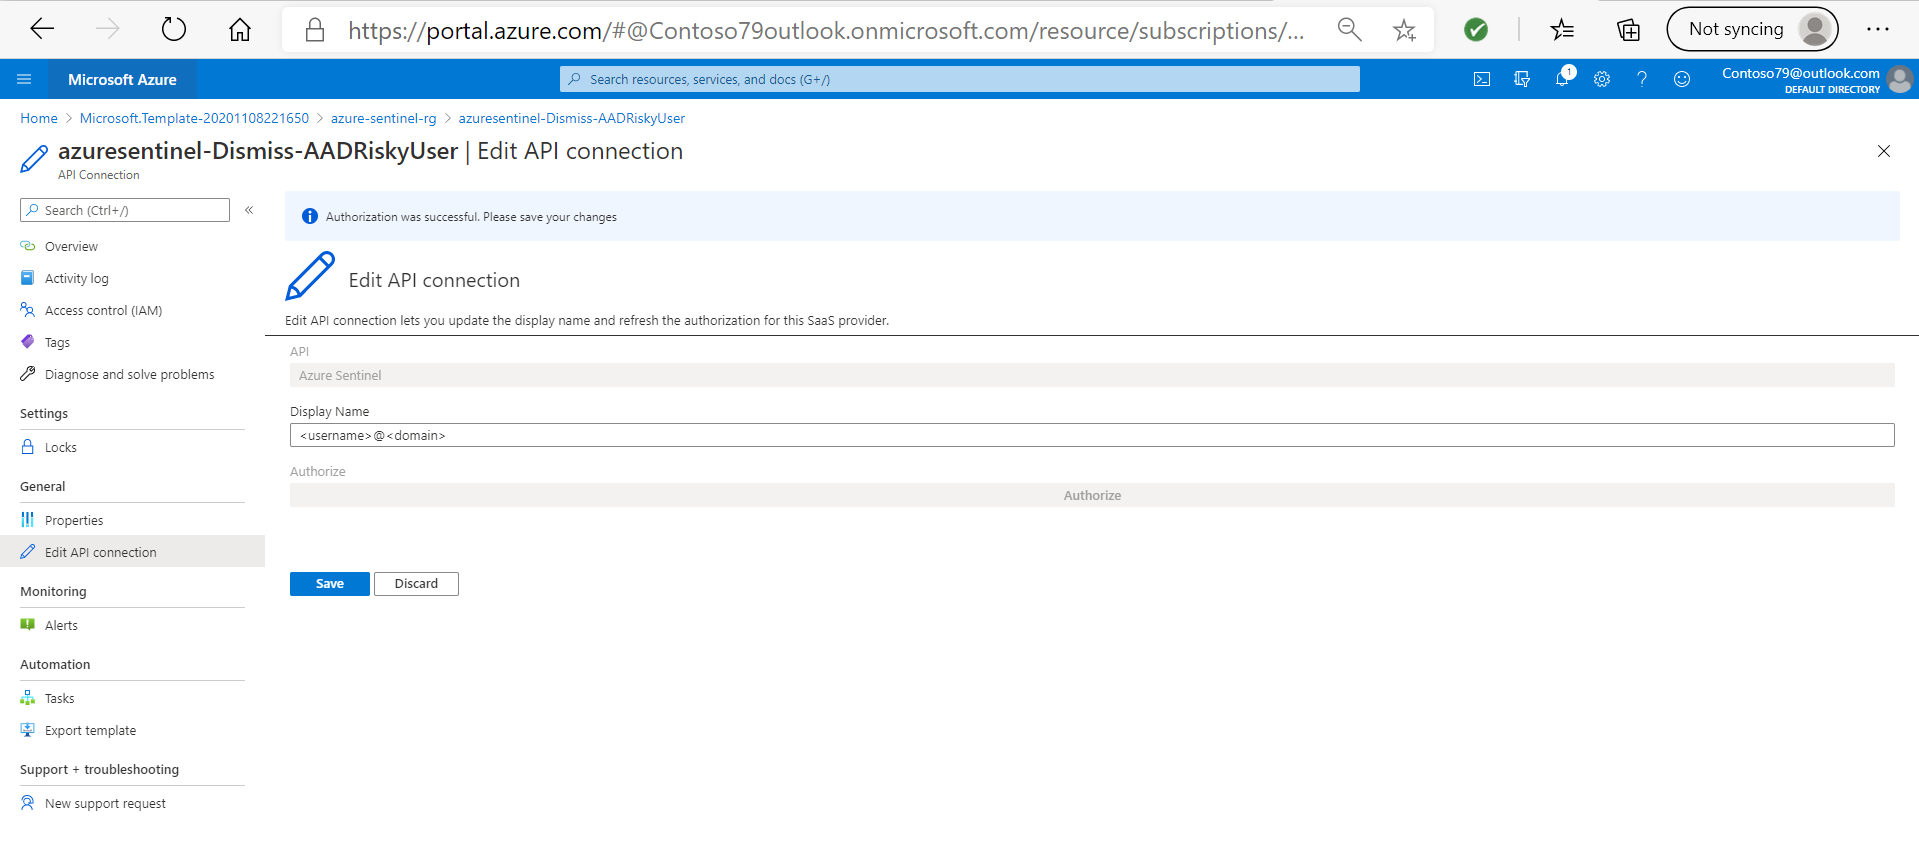 https://portal.azure.com/#@Contoso79outlook.onmicrosoft.com/resource/subscriptions/...
Not syncing
Microsoft Azure
Search resources, services, and docs (G+/)
1
Contoso79@outlook.com
DEFAULT DIRECTORY
Home > Microsoft.Template-20201108221650 > azure-sentinel-rg > azuresentinel-Dismiss-AADRiskyUser
azuresentinel-Dismiss-AADRiskyUser | Edit API connection
API Connection
Search (Ctrl+/)
Overview
Activity log
Access control (IAM)
Tags
Diagnose and solve problems
Settings
Locks
General
Properties
Edit API connection
Monitoring
Alerts
Automation
Tasks
Export template
Support + troubleshooting
New support request
Authorization was successful. Please save your changes
Edit API connection
Edit API connection lets you update the display name and refresh the authorization for this SaaS provider.
API
Azure Sentinel
Display Name
<username>@<domain>
Authorize
Authorize
Save
Discard